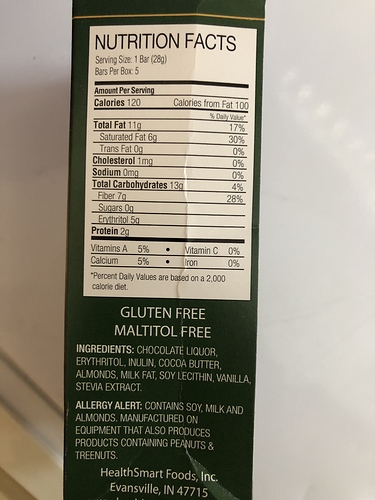 NUTRITION FACTS
Serving Size: 1 Bar (28g)
Bars Per Box: 5
Amount Per Serving
Calories 120 Calories from Fat 100
% Daily Value*
Total Fat 11g 17%
Saturated Fat 6g 30%
Trans Fat 0g 0%
Cholesterol 1mg 0%
Sodium 0mg 0%
Total Carbohydrates 13g 4%
Fiber 7g 28%
Sugars 0g
Erythritol 5g
Protein 2g
Vitamins A 5% • Vitamin C 0%
Calcium 5% • Iron 0%
*Percent Daily Values are based on a 2,000
calorie diet.
GLUTEN FREE
MALTITOL FREE
INGREDIENTS: CHOCOLATE LIQUOR,
ERYTHRITOL, INULIN, COCOA BUTTER,
ALMONDS, MILK FAT, SOY LECITHIN, VANILLA,
STEVIA EXTRACT.
ALLERGY ALERT: CONTAINS SOY, MILK AND
ALMONDS. MANUFACTURED ON
EQUIPMENT THAT ALSO PRODUCES
PRODUCTS CONTAINING PEANUTS &
TREENUTS.
HealthSmart Foods, Inc.
Evansville, IN 47715